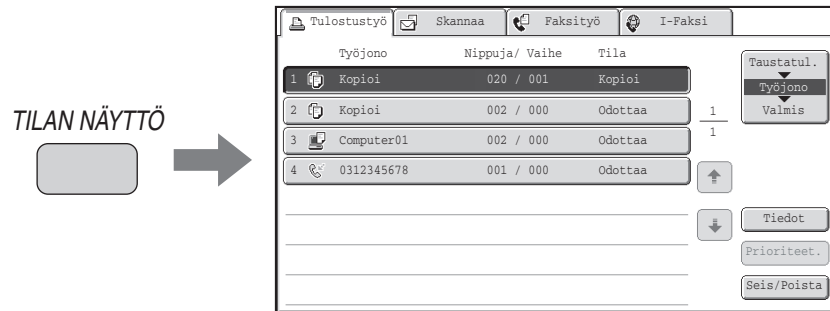 TILAN NÄYTTÖ
Tulostustyö Skannaa Faksityö I-Faksi
Työjono Nippuja/ Vaihe Tila
1 Kopioi 020 / 001 Kopioi
2 Kopioi 002 / 000 Odottaa
3 Computer01 002 / 000 Odottaa
4 0312345678 001 / 000 Odottaa
1
1
Taustatul.
Työjono
Valmis
Tiedot
Prioriteet.
Seis/Poista